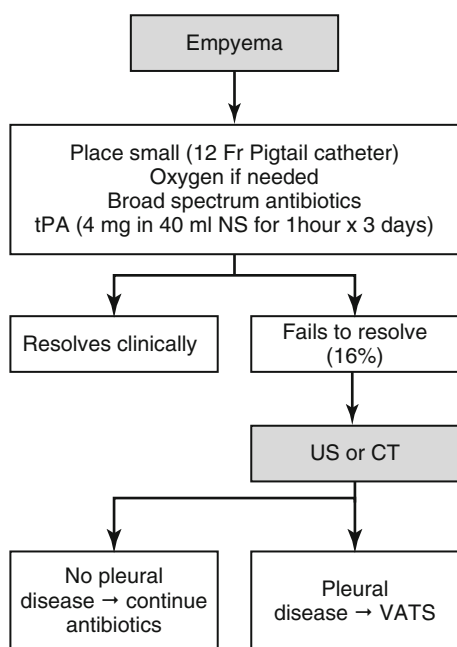 Empyema
Place small (12 Fr Pigtail catheter)
Oxygen if needed
Broad spectrum antibiotics
tPA (4 mg in 40 ml NS for 1hour x 3 days)
Resolves clinically
Fails to resolve
(16%)
US or CT
No pleural
disease → continue
antibiotics
Pleural
disease → VATS